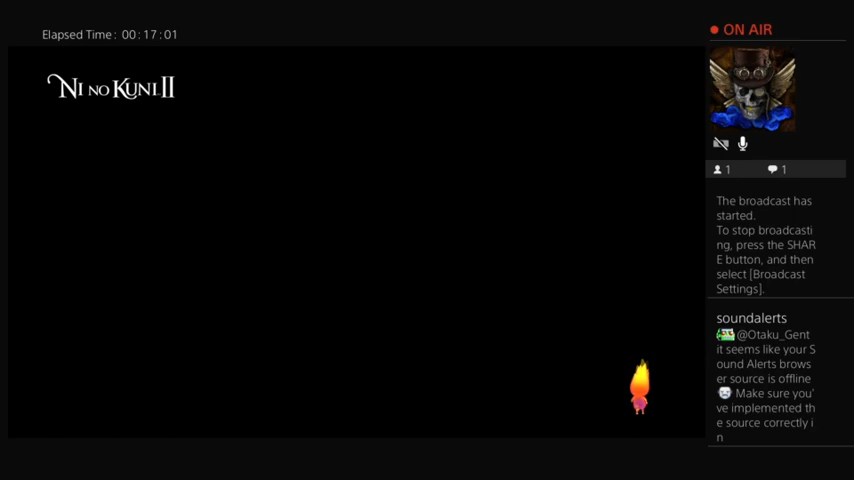 Elapsed Time: 00:17:01
ON AIR
NI NO KUNI II
1 1
The broadcast has
started.
To stop broadcasti
ng, press the SHAR
E button, and then
select [Broadcast
Settings].
soundalerts
@Otaku_Gent
it seems like your S
ound Alerts brows
er source is offline
Make sure you'
ve implemented th
e source correctly i
n